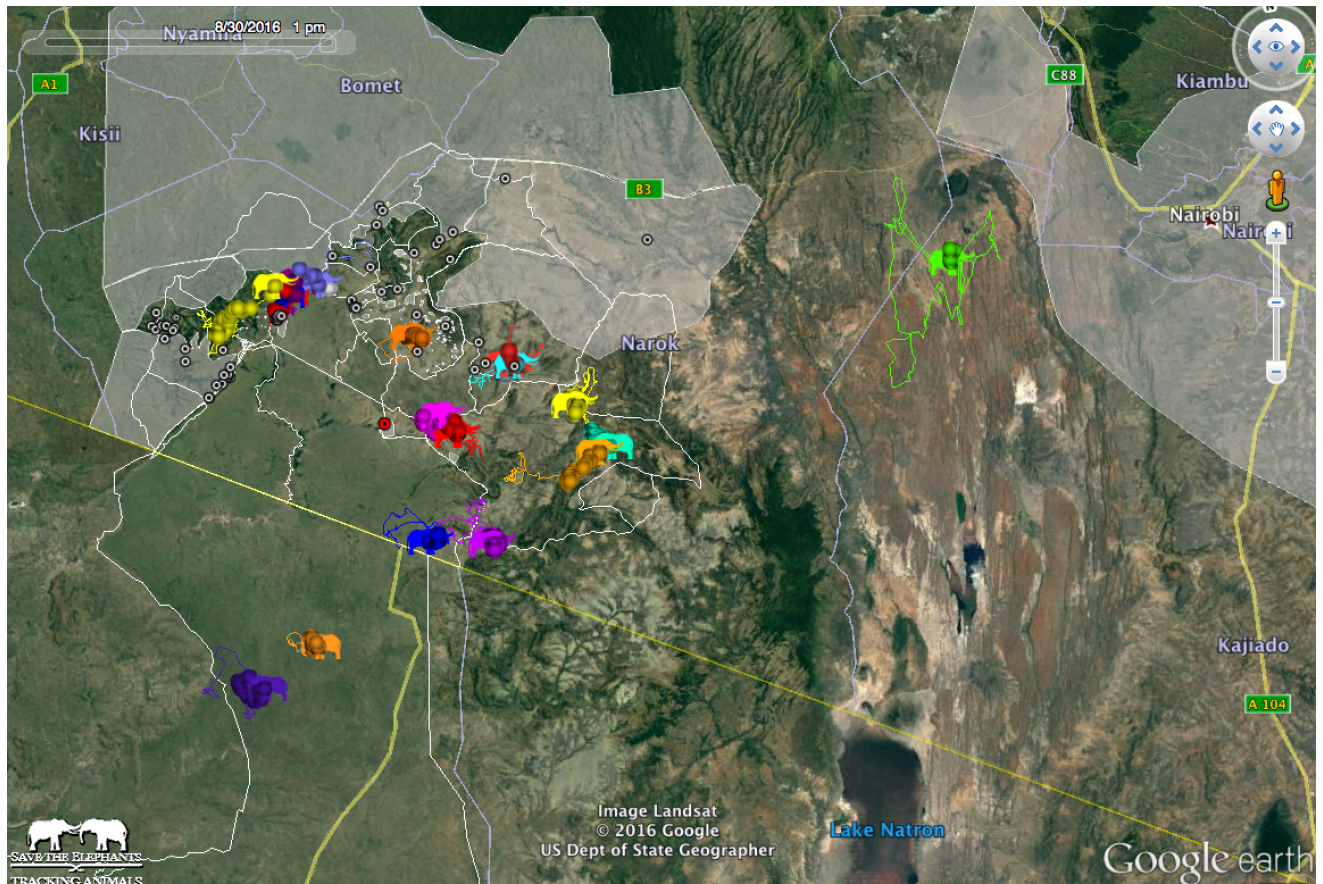 8/30/2016 1 pm
Nyamira
N
A1
Bomet
C88
Kiambu
A
Kisii
B3
Nairobi
Nairobi
Narok
Kajiado
A 104
Image Landsat
© 2016 Google
US Dept of State Geographer
Lake Natron
SAVE THE ELEPHANTS
TRACKING ANIMALS
Google earth